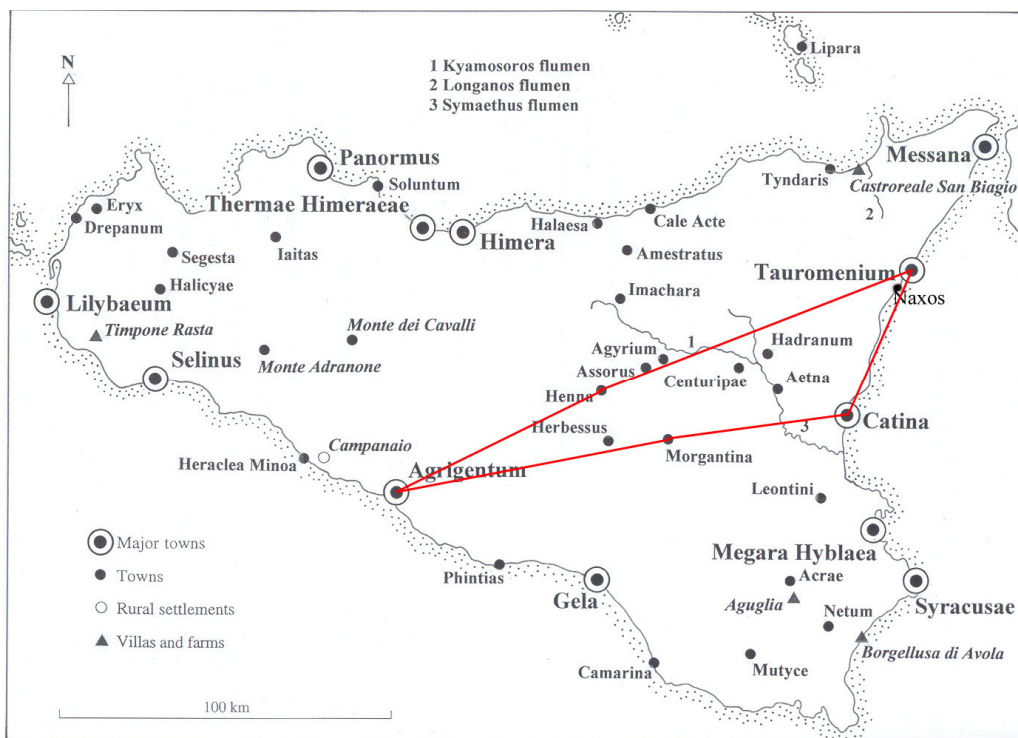 Lipara
N
1 Kyamosoros flumen
2 Longanos flumen
3 Symaethus flumen
Messana
Panormus
Soluntum
Tyndaris
Castroreale San Biagio
Eryx
Thermae Himeraeae
Drepanum
Halaesa
Cale Acte
2
Himera
Iaitas
Segesta
Amestratus
Tauromenium
Halicyae
Imachara
Naxos
Lilybaeum
Timpone Rasta
Monte dei Cavalli
1
Selinus
Monte Adranone
Agyrium
Hadranum
Assorus
Centuripae
Aetna
Henna
Herbessus
3
Catina
Heraclea Minoa
Campanaio
Morgantina
Agrigentum
Leontini
Major towns
Megara Hyblaea
Towns
Phintias
Acrae
Gela
Syracusae
Rural settlements
Aguglia
Netum
Villas and farms
Borgellusa di Avola
Camarina
Mutyce
100 km